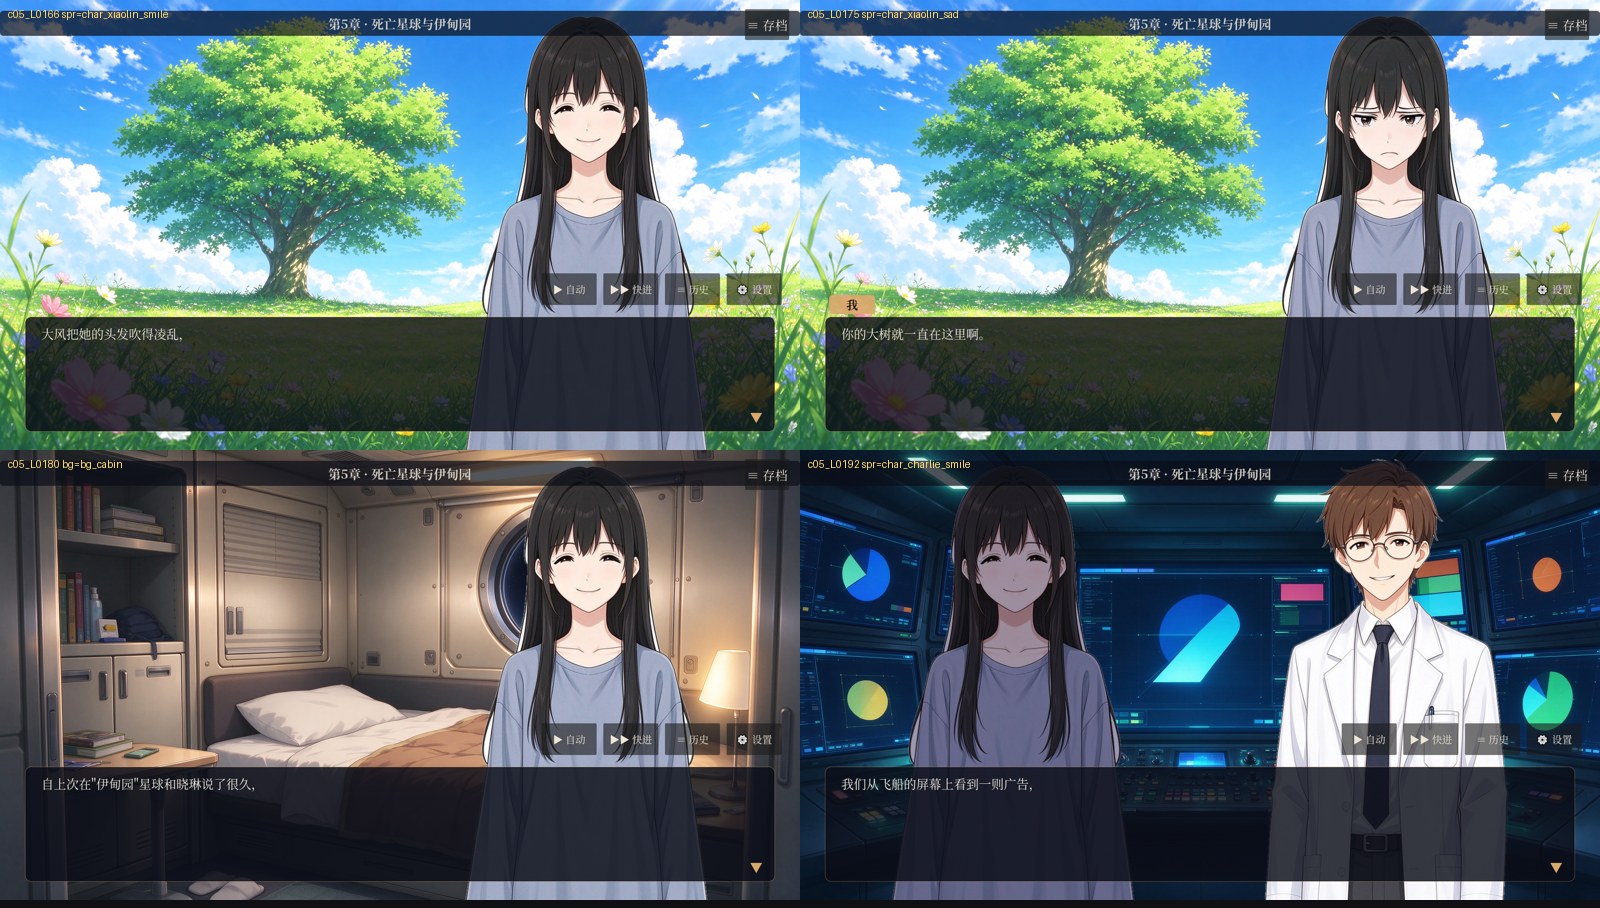 c05_L0166 spr=char_xiaolin_smile
第5章 · 死亡星球与伊甸园
≡ 存档
▶ 自动
▶▶ 快进
≡ 历史
⚙ 设置
大风把她的头发吹得凌乱，
▼
c05_L0175 spr=char_xiaolin_sad
第5章 · 死亡星球与伊甸园
≡ 存档
▶ 自动
▶▶ 快进
≡ 历史
⚙ 设置
我
你的大树就一直在这里啊。
▼
c05_L0180 bg=bg_cabin
第5章 · 死亡星球与伊甸园
≡ 存档
▶ 自动
▶▶ 快进
≡ 历史
⚙ 设置
自上次在"伊甸园"星球和晓琳说了很久，
▼
c05_L0192 spr=char_charlie_smile
第5章 · 死亡星球与伊甸园
≡ 存档
▶ 自动
▶▶ 快进
≡ 历史
⚙ 设置
我们从飞船的屏幕上看到一则广告，
▼